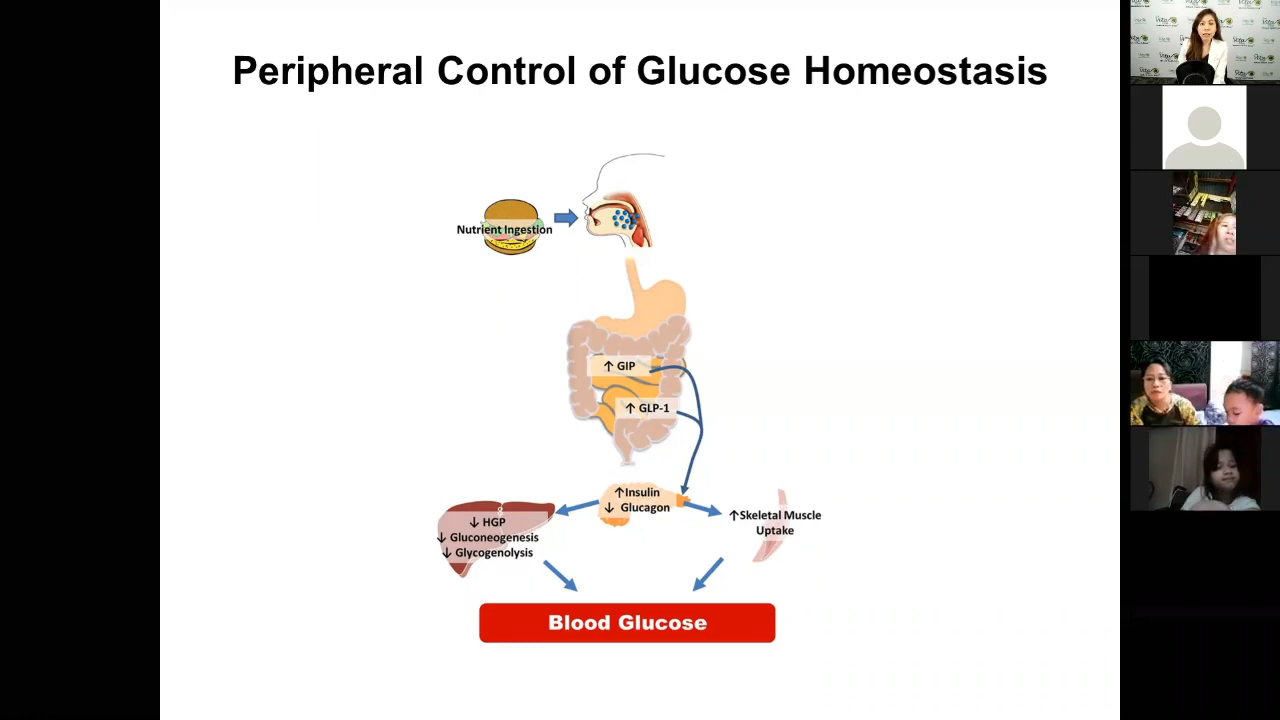 Peripheral Control of Glucose Homeostasis
Nutrient Ingestion
↑ GIP
↑ GLP-1
↑Insulin
↓ Glucagon
↓ HGP
↓ Gluconeogenesis
↓ Glycogenolysis
↑Skeletal Muscle
Uptake
Blood Glucose